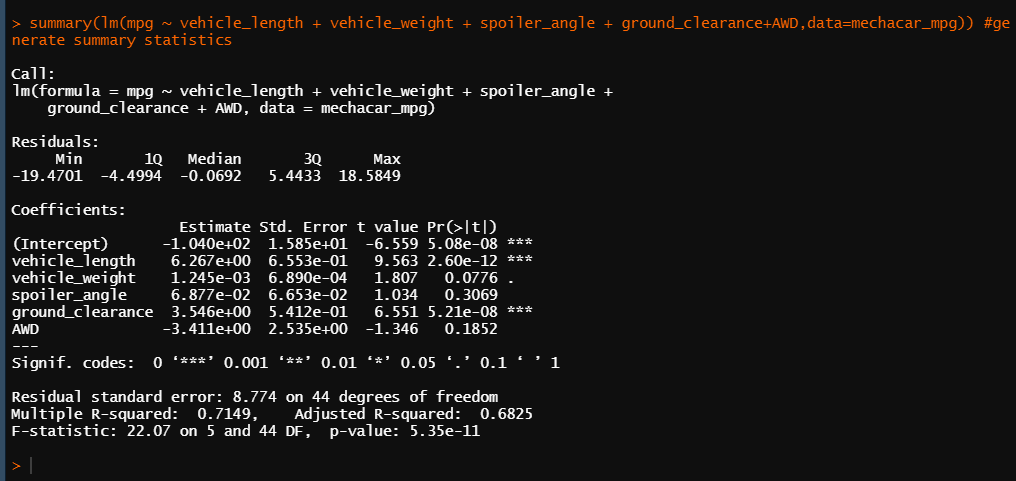 > summary(lm(mpg ~ vehicle_length + vehicle_weight + spoiler_angle + ground_clearance+AWD,data=mechacar_mpg)) #ge
nerate summary statistics

Call:
lm(formula = mpg ~ vehicle_length + vehicle_weight + spoiler_angle + 
    ground_clearance + AWD, data = mechacar_mpg)

Residuals:
     Min       1Q   Median       3Q      Max 
-19.4701  -4.4994  -0.0692   5.4433  18.5849 

Coefficients:
                   Estimate Std. Error t value Pr(>|t|)    
(Intercept)      -1.040e+02  1.585e+01  -6.559 5.08e-08 ***
vehicle_length    6.267e+00  6.553e-01   9.563 2.60e-12 ***
vehicle_weight    1.245e-03  6.890e-04   1.807   0.0776 .  
spoiler_angle     6.877e-02  6.653e-02   1.034   0.3069    
ground_clearance  3.546e+00  5.412e-01   6.551 5.21e-08 ***
AWD              -3.411e+00  2.535e+00  -1.346   0.1852    
---
Signif. codes:  0 ‘***’ 0.001 ‘**’ 0.01 ‘*’ 0.05 ‘.’ 0.1 ‘ ’ 1

Residual standard error: 8.774 on 44 degrees of freedom
Multiple R-squared:  0.7149,	Adjusted R-squared:  0.6825 
F-statistic: 22.07 on 5 and 44 DF,  p-value: 5.35e-11

>